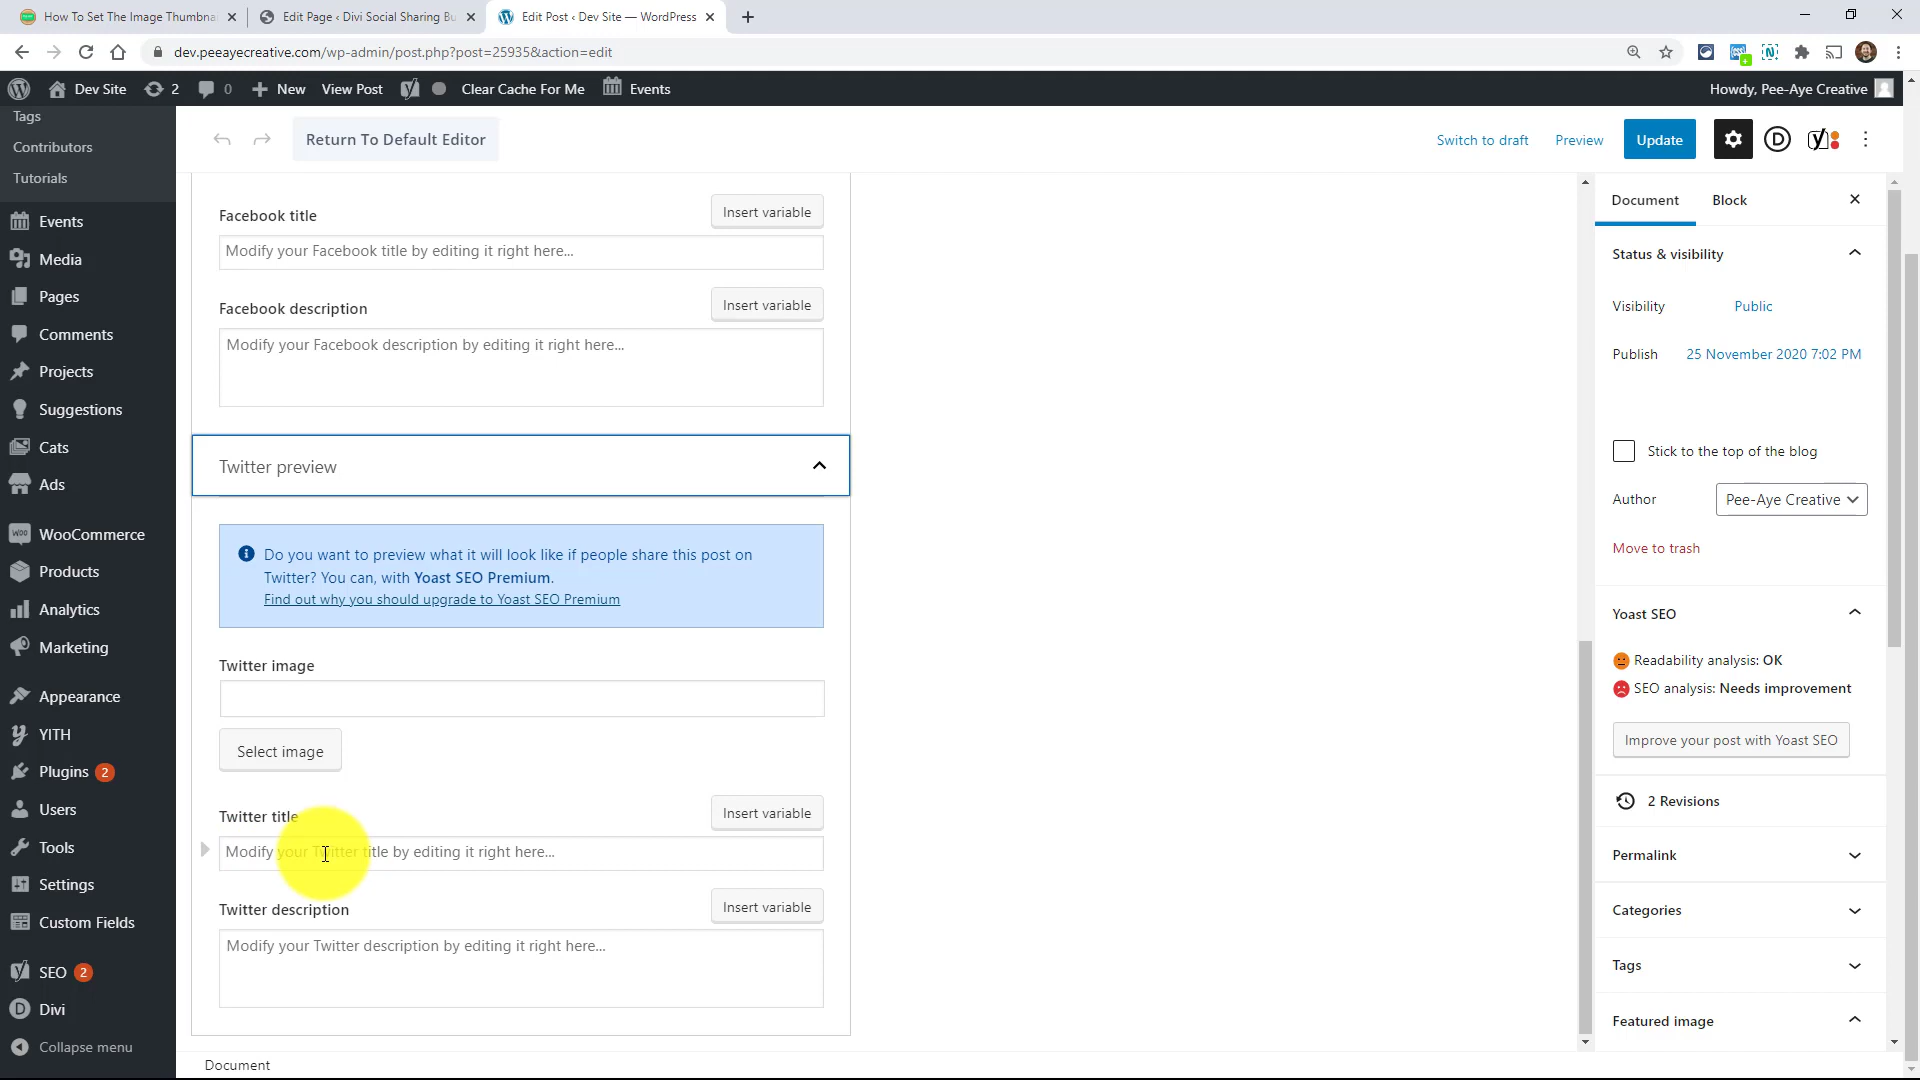 How To Set The Image Thumbna
Edit Page ‹ Divi Social Sharing Bu
Edit Post ‹ Dev Site — WordPress
dev.peeayecreative.com/wp-admin/post.php?post=25935&action=edit
Dev Site
2
0
New
View Post
Clear Cache For Me
Events
Howdy, Pee-Aye Creative
Tags
Contributors
Tutorials
Events
Media
Pages
Comments
Projects
Suggestions
Cats
Ads
WooCommerce
Products
Analytics
Marketing
Appearance
YITH
Plugins 2
Users
Tools
Settings
Custom Fields
SEO 2
Divi
Collapse menu
Return To Default Editor
Switch to draft
Preview
Update
Facebook title
Insert variable
Modify your Facebook title by editing it right here...
Facebook description
Insert variable
Modify your Facebook description by editing it right here...
Twitter preview
Do you want to preview what it will look like if people share this post on
Twitter? You can, with Yoast SEO Premium.
Find out why you should upgrade to Yoast SEO Premium
Twitter image
Select image
Twitter title
Insert variable
Modify your Twitter title by editing it right here...
Twitter description
Insert variable
Modify your Twitter description by editing it right here...
Document
Document
Block
Status & visibility
Visibility
Public
Publish
25 November 2020 7:02 PM
Stick to the top of the blog
Author
Pee-Aye Creative
Move to trash
Yoast SEO
Readability analysis: OK
SEO analysis: Needs improvement
Improve your post with Yoast SEO
2 Revisions
Permalink
Categories
Tags
Featured image